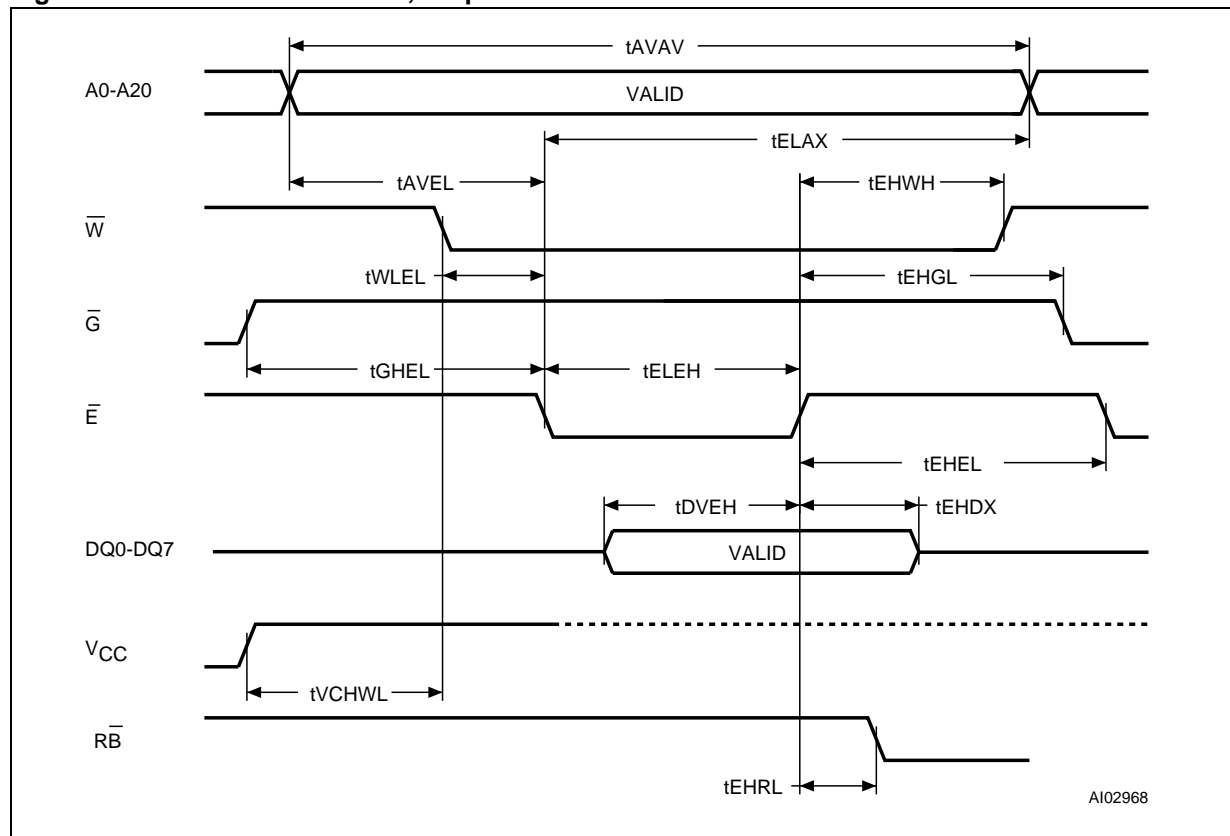 tAVAV
A0-A20
VALID
tELAX
tAVEL
tEHWH
W̅
tWLEL
tEHGL
G̅
tGHEL
tELEH
E̅
tEHEL
tDVEH
tEHDX
DQ0-DQ7
VALID
VCC
tVCHWL
RB̅
tEHRL
AI02968